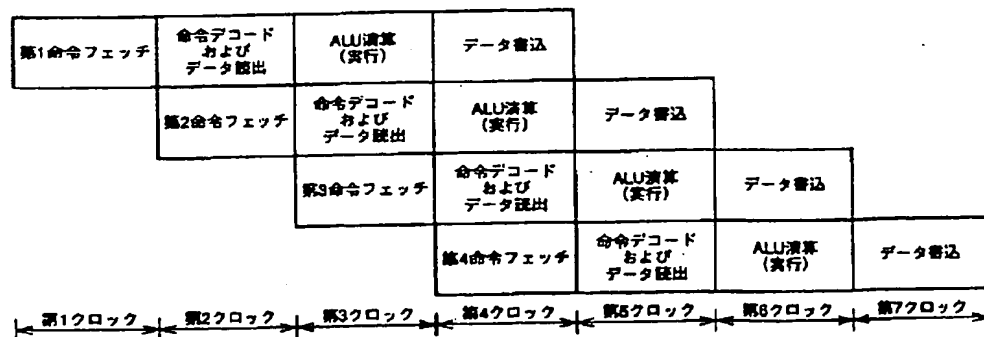 第1命令フェッチ
命令デコード
および
データ読出
ALU演算
(実行)
データ書込
第2命令フェッチ
命令デコード
および
データ読出
ALU演算
(実行)
データ書込
第3命令フェッチ
命令デコード
および
データ読出
ALU演算
(実行)
データ書込
第4命令フェッチ
命令デコード
および
データ読出
ALU演算
(実行)
データ書込
第1クロック 第2クロック 第3クロック 第4クロック 第5クロック 第6クロック 第7クロック